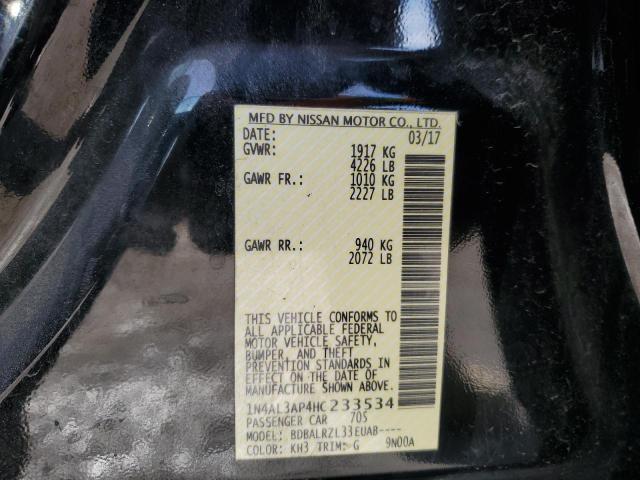 MFD BY NISSAN MOTOR CO., LTD.
DATE: 03/17
GVWR: 1917 KG
4226 LB
GAWR FR.: 1010 KG
2227 LB
GAWR RR.: 940 KG
2072 LB
THIS VEHICLE CONFORMS TO
ALL APPLICABLE FEDERAL
MOTOR VEHICLE SAFETY,
BUMPER, AND THEFT
PREVENTION STANDARDS IN
EFFECT ON THE DATE OF
MANUFACTURE SHOWN ABOVE.
1N4AL3AP4HC233534
PASSENGER CAR 705
MODEL: BDBALRZL33EUAB----
COLOR: KH3 TRIM: G 9N00A